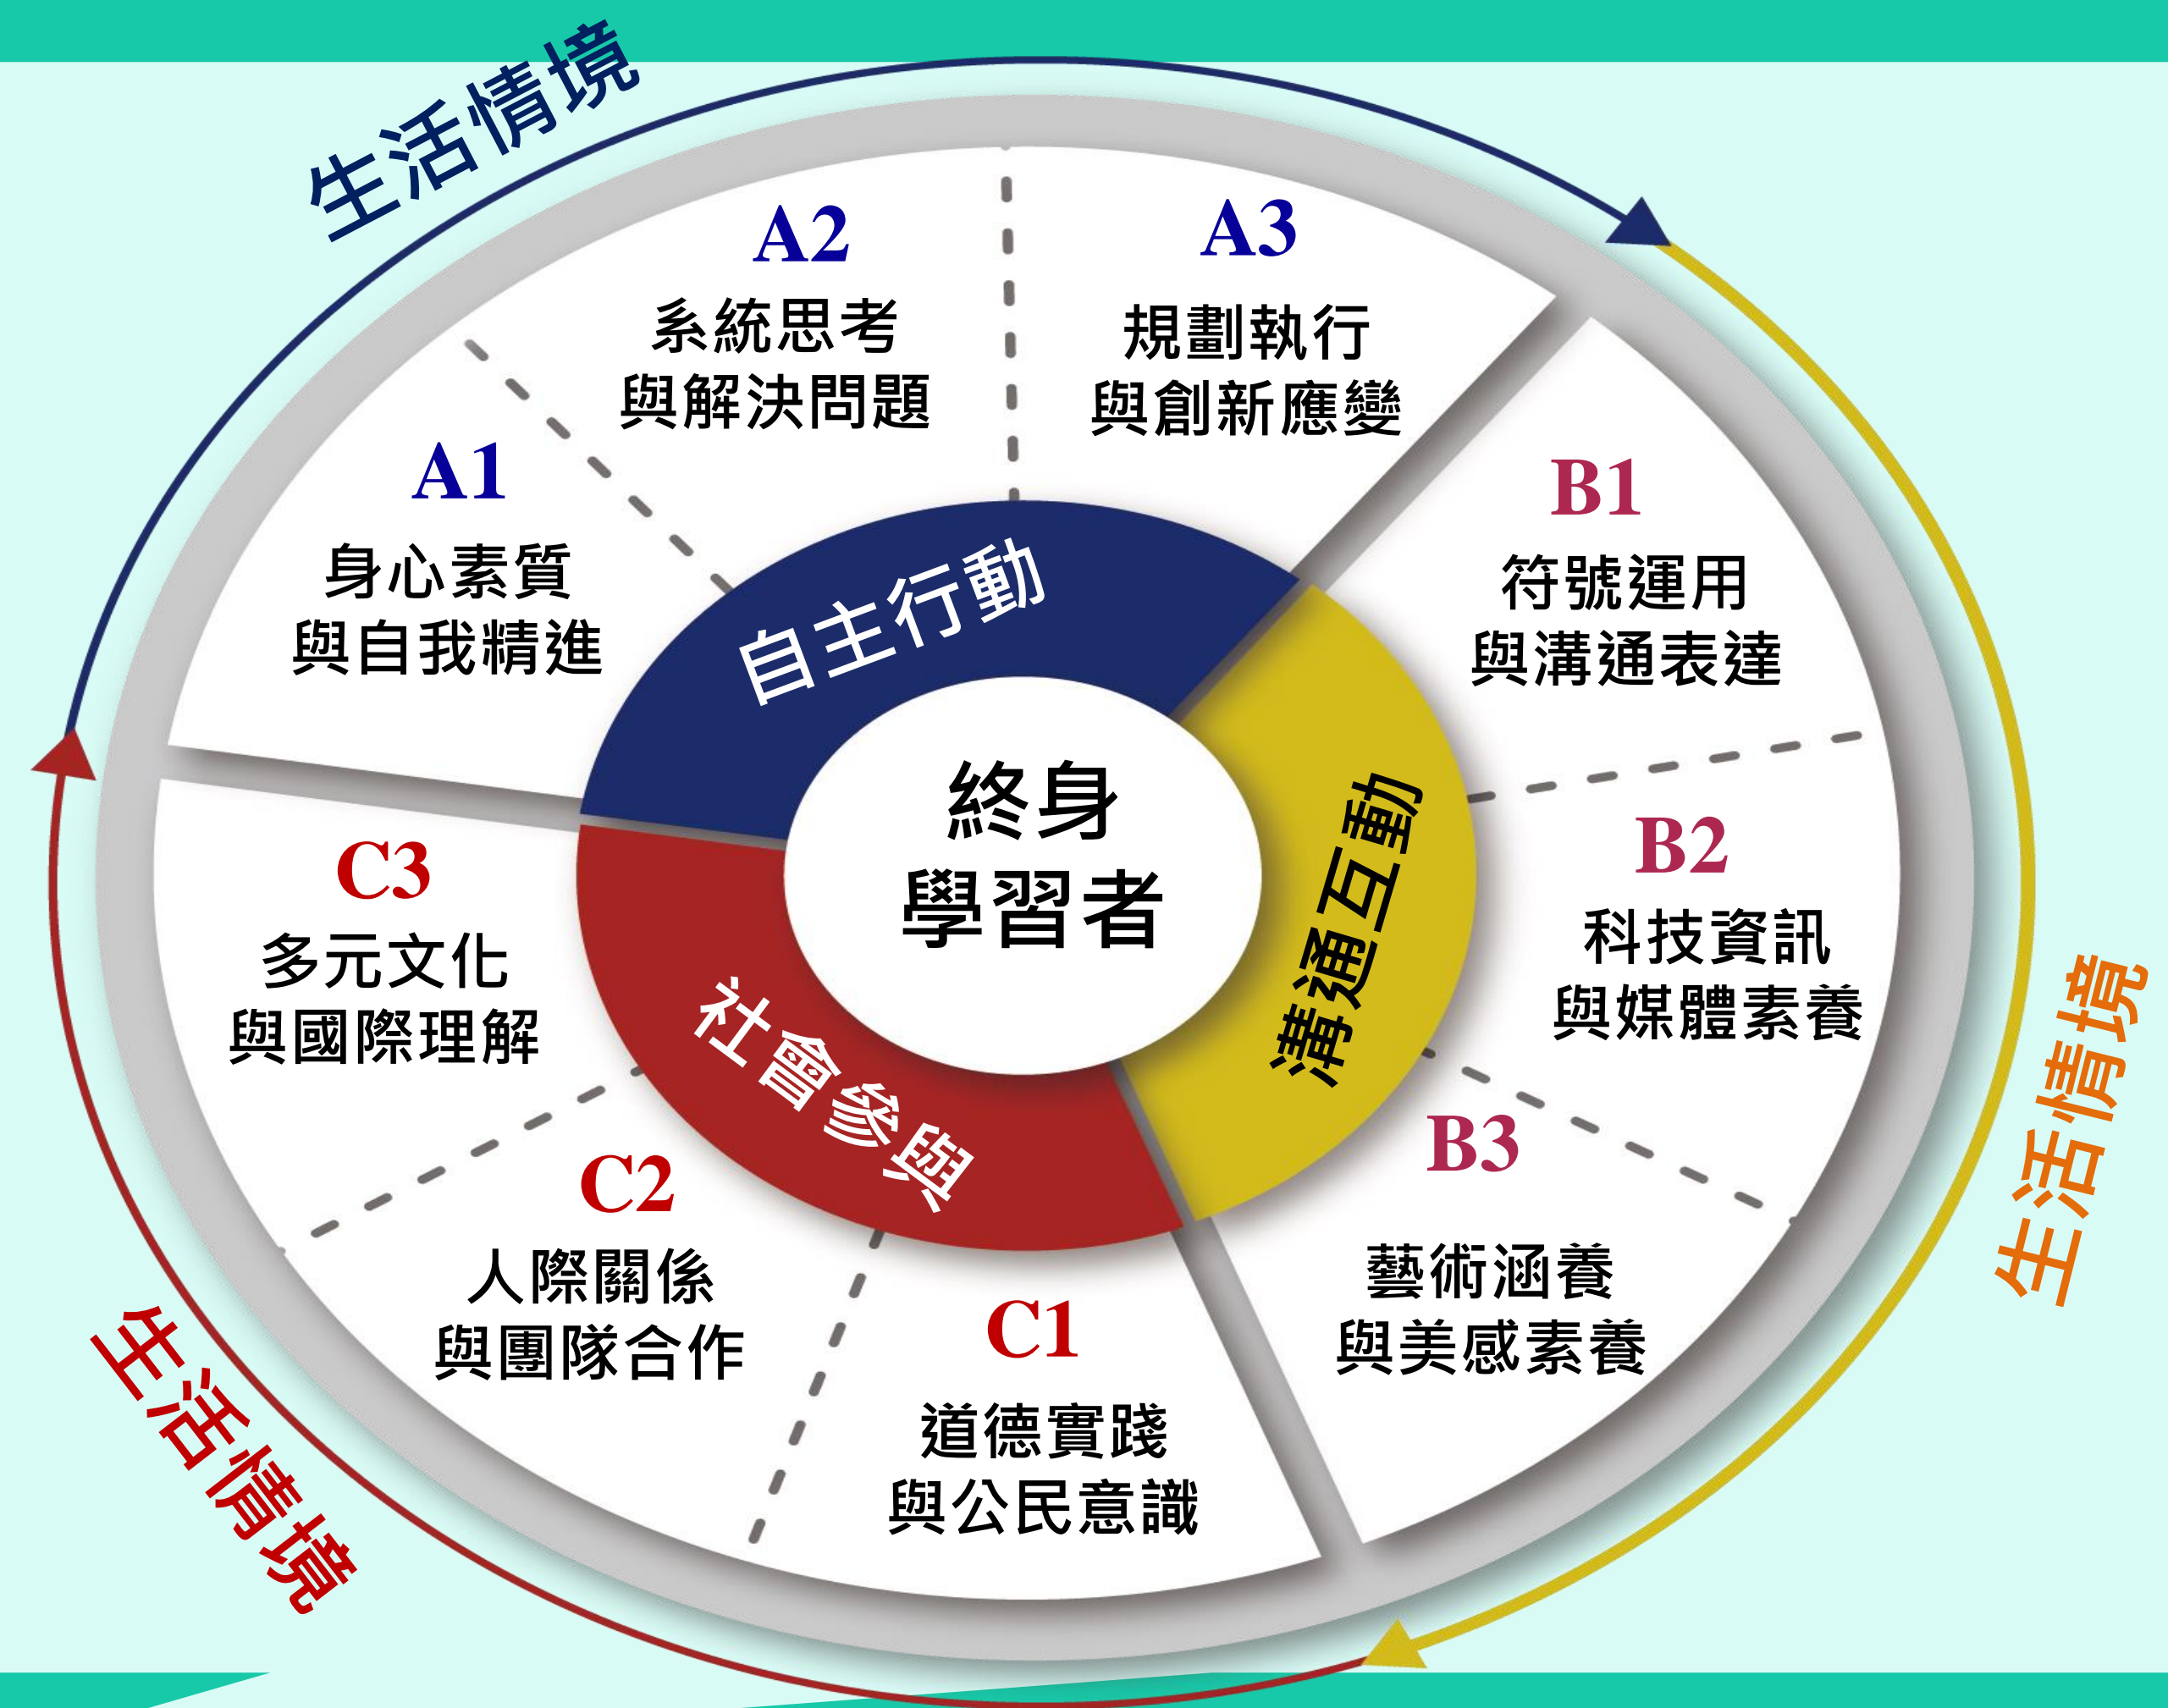 生活情境
A1
身心素質
與自我精進
A2
系統思考
與解決問題
A3
規劃執行
與創新應變
B1
符號運用
與溝通表達
B2
科技資訊
與媒體素養
B3
藝術涵養
與美感素養
C1
道德實踐
與公民意識
C2
人際關係
與團隊合作
C3
多元文化
與國際理解
自主行動
溝通互動
社會參與
終身
學習者
生活情境
生活情境